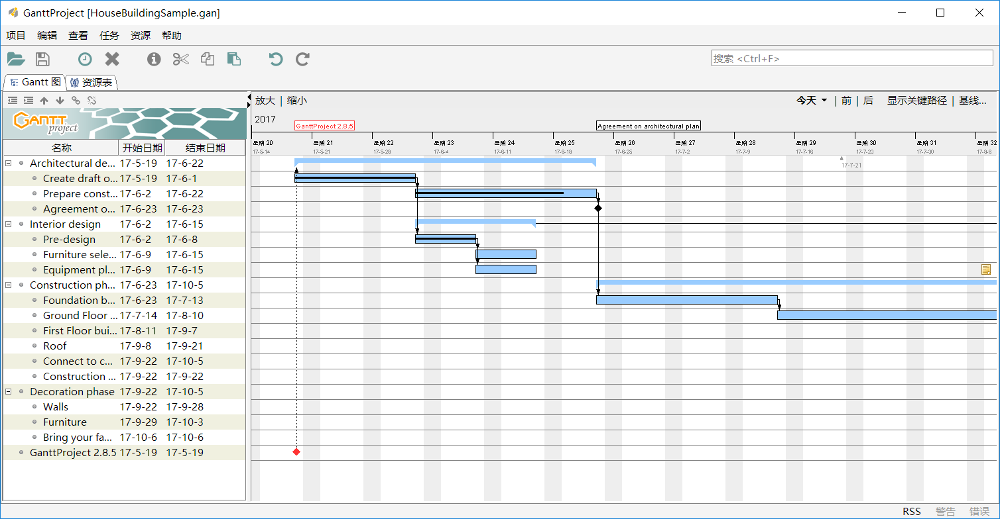 GanttProject [HouseBuildingSample.gan]
项目 编辑 查看 任务 资源 帮助
搜索 <Ctrl+F>
Gantt 图 资源表
放大 | 缩小 今天 | 前 | 后 显示关键路径 | 基线...
GANTT project
2017
GanttProject 2.8.5 Agreement on architectural plan
名称 开始日期 结束日期
星期 20 星期 21 星期 22 星期 23 星期 24 星期 25 星期 26 星期 27 星期 28 星期 29 星期 30 星期 31 星期 32
17-5-14 17-5-21 17-5-28 17-6-4 17-6-11 17-6-18 17-6-25 17-7-2 17-7-9 17-7-16 17-7-23 17-7-30 17-8-6
Architectural de... 17-5-19 17-6-22
17-7-21
Create draft o... 17-5-19 17-6-1
Prepare const... 17-6-2 17-6-22
Agreement o... 17-6-23 17-6-23
Interior design 17-6-2 17-6-15
Pre-design 17-6-2 17-6-8
Furniture sele... 17-6-9 17-6-15
Equipment pl... 17-6-9 17-6-15
Construction ph... 17-6-23 17-10-5
Foundation b... 17-6-23 17-7-13
Ground Floor ... 17-7-14 17-8-10
First Floor bui... 17-8-11 17-9-7
Roof 17-9-8 17-9-21
Connect to c... 17-9-22 17-10-5
Construction ... 17-9-22 17-9-22
Decoration phase 17-9-22 17-10-5
Walls 17-9-22 17-9-28
Furniture 17-9-29 17-10-3
Bring your fa... 17-10-6 17-10-6
GanttProject 2.8.5 17-5-19 17-5-19
RSS 警告 错误